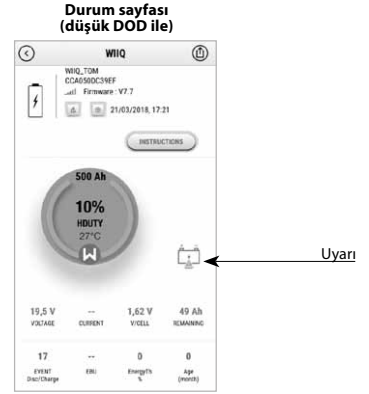 Durum sayfası
(düşük DOD ile)
WIIQ
WIIQ_TOM
CCA050DC39EF
Firmware: V7.7
21/03/2018, 17:21
INSTRUCTIONS
500 Ah
10%
HDUTY
27°C
Uyarı
19,5 V -- 1,62 V 49 Ah
VOLTAGE CURRENT V/CELL REMAINING
17 -- 0 0
EVENT EBU EnergyTh Age
Disc/Charge % (month)